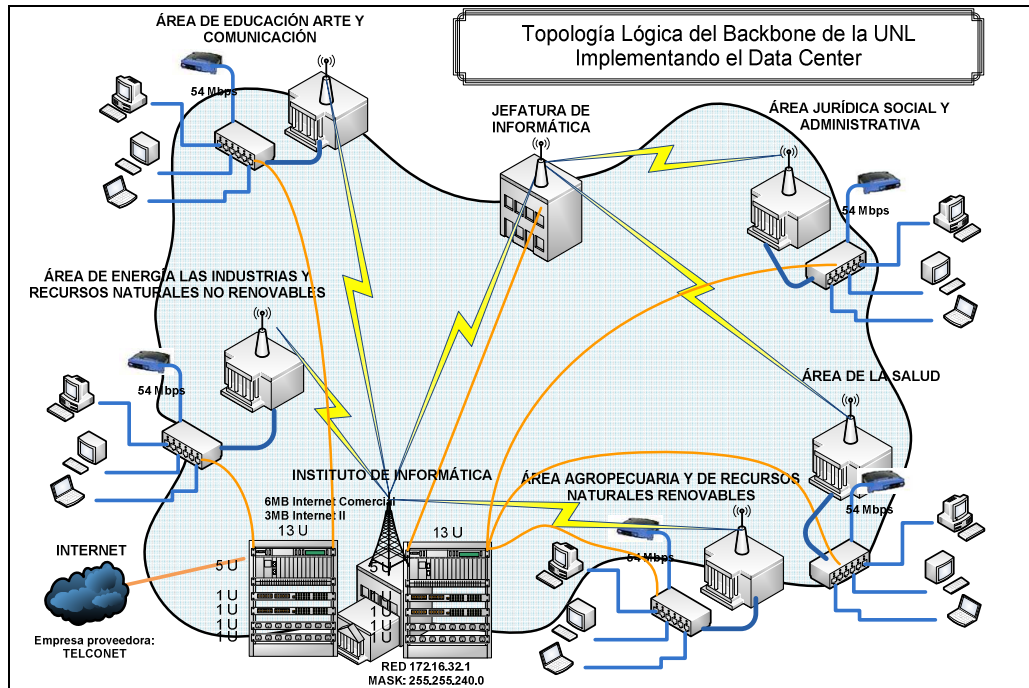 Topología Lógica del Backbone de la UNL
Implementando el Data Center
ÁREA DE EDUCACIÓN ARTE Y
COMUNICACIÓN
54 Mbps
JEFATURA DE
INFORMÁTICA
ÁREA JURÍDICA SOCIAL Y
ADMINISTRATIVA
54 Mbps
ÁREA DE ENERGÍA LAS INDUSTRIAS Y
RECURSOS NATURALES NO RENOVABLES
54 Mbps
ÁREA DE LA SALUD
54 Mbps
INSTITUTO DE INFORMÁTICA
6MB Internet Comercial
3MB Internet II
ÁREA AGROPECUARIA Y DE RECURSOS
NATURALES RENOVABLES
54 Mbps
13 U
13 U
5 U
5 U
1 U
1 U
1 U
1 U
1 U
1 U
1 U
1 U
INTERNET
Empresa proveedora:
TELCONET
RED 172.16.32.1
MASK: 255.255.240.0